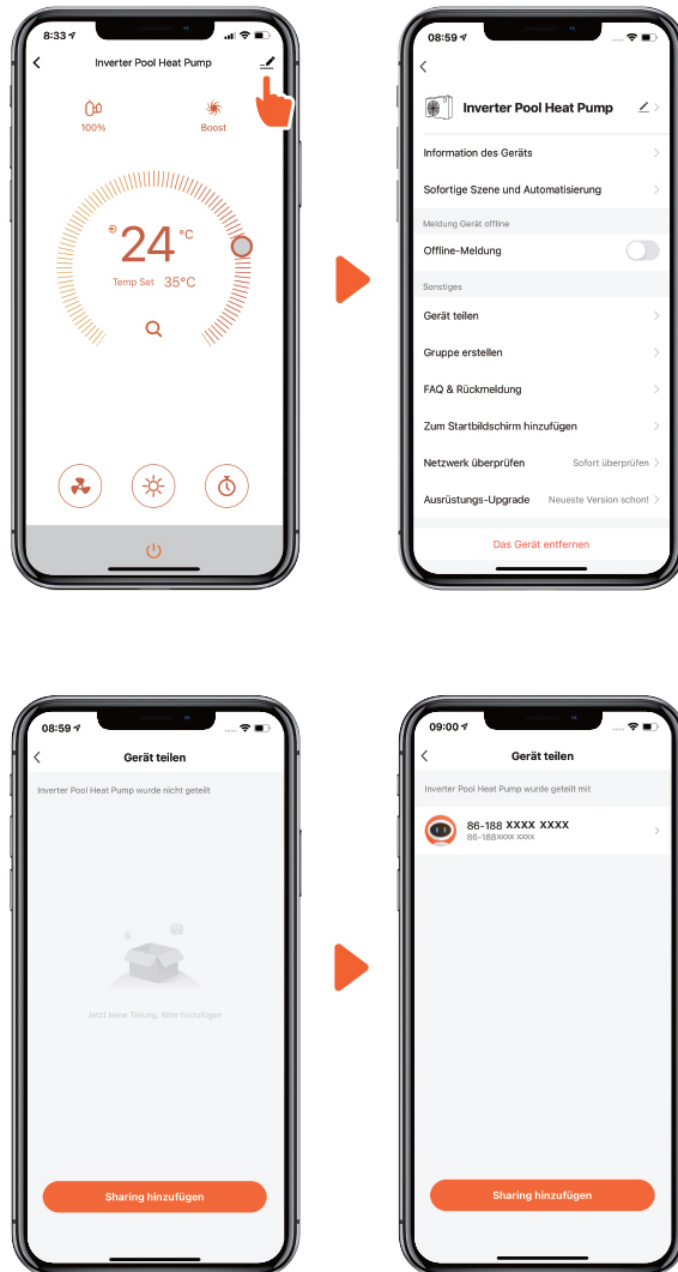 8:33
Inverter Pool Heat Pump
100%
Boost
24 °C
Temp Set 35°C
08:59
Inverter Pool Heat Pump
Information des Geräts
Sofortige Szene und Automatisierung
Meldung Gerät offline
Offline-Meldung
Sonstiges
Gerät teilen
Gruppe erstellen
FAQ & Rückmeldung
Zum Startbildschirm hinzufügen
Netzwerk überprüfen Sofort überprüfen
Ausrüstungs-Upgrade Neueste Version schon!
Das Gerät entfernen
08:59
Gerät teilen
Inverter Pool Heat Pump wurde nicht geteilt
Jetzt keine Teilung. Bitte hinzufügen
Sharing hinzufügen
09:00
Gerät teilen
Inverter Pool Heat Pump wurde geteilt mit
86-188 XXXX XXXX
86-188xxxx xxxx
Sharing hinzufügen